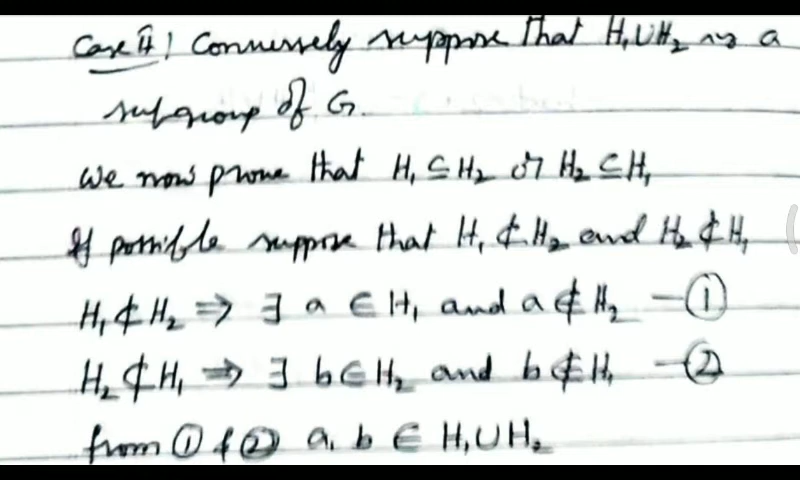 Case II | Conversely suppose that H₁∪H₂ is a
subgroup of G.
We now prove that H₁ ⊆ H₂ or H₂ ⊆ H₁
If possible suppose that H₁ ⊄ H₂ and H₂ ⊄ H₁
H₁ ⊄ H₂ ⇒ ∃ a ∈ H₁ and a ∉ H₂ —①
H₂ ⊄ H₁ ⇒ ∃ b ∈ H₂ and b ∉ H₁ —②
from ① & ② a, b ∈ H₁∪H₂